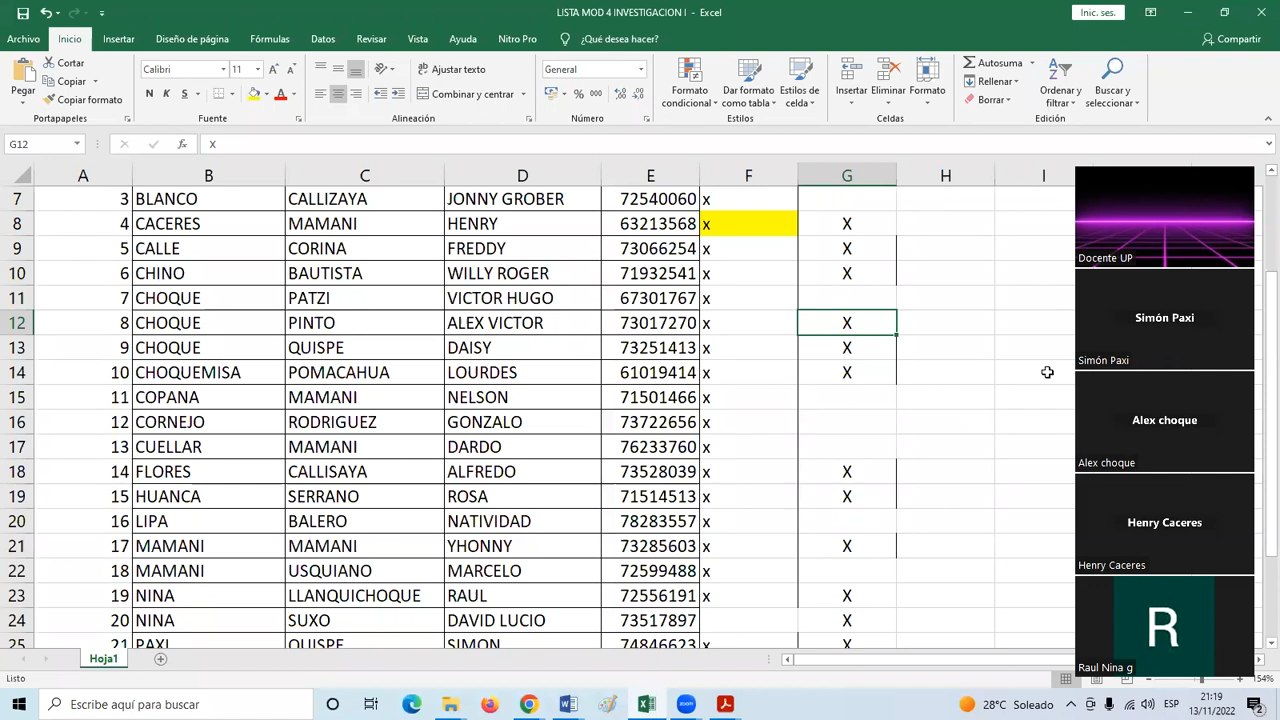 LISTA MOD 4 INVESTIGACION I - Excel
Inic. ses.
Archivo Inicio Insertar Diseño de página Fórmulas Datos Revisar Vista Ayuda Nitro Pro ¿Qué desea hacer? Compartir
Pegar
Cortar
Copiar
Copiar formato
Portapapeles
Calibri 11
N K S
Fuente
Ajustar texto
Combinar y centrar
Alineación
General
% 000
Número
Formato condicional
Dar formato como tabla
Estilos de celda
Estilos
Insertar Eliminar Formato
Celdas
Autosuma
Rellenar
Borrar
Ordenar y filtrar
Buscar y seleccionar
Edición
G12 fx X
A B C D E F G H I
7 3 BLANCO CALLIZAYA JONNY GROBER 72540060 x
8 4 CACERES MAMANI HENRY 63213568 x X
9 5 CALLE CORINA FREDDY 73066254 x X
10 6 CHINO BAUTISTA WILLY ROGER 71932541 x X
11 7 CHOQUE PATZI VICTOR HUGO 67301767 x
12 8 CHOQUE PINTO ALEX VICTOR 73017270 x X
13 9 CHOQUE QUISPE DAISY 73251413 x X
14 10 CHOQUEMISA POMACAHUA LOURDES 61019414 x X
15 11 COPANA MAMANI NELSON 71501466 x
16 12 CORNEJO RODRIGUEZ GONZALO 73722656 x
17 13 CUELLAR MAMANI DARDO 76233760 x
18 14 FLORES CALLISAYA ALFREDO 73528039 x X
19 15 HUANCA SERRANO ROSA 71514513 x X
20 16 LIPA BALERO NATIVIDAD 78283557 x
21 17 MAMANI MAMANI YHONNY 73285603 x X
22 18 MAMANI USQUIANO MARCELO 72599488 x
23 19 NINA LLANQUICHOQUE RAUL 72556191 x X
24 20 NINA SUXO DAVID LUCIO 73517897 X
25 21 PAXI QUISPE SIMON 74846623 x X
Docente UP
Simón Paxi
Simón Paxi
Alex choque
Alex choque
Henry Caceres
Henry Caceres
R
Raul Nina g
Hoja1
Listo
154%
Escribe aquí para buscar
28°C Soleado
ESP
21:19
13/11/2022
2